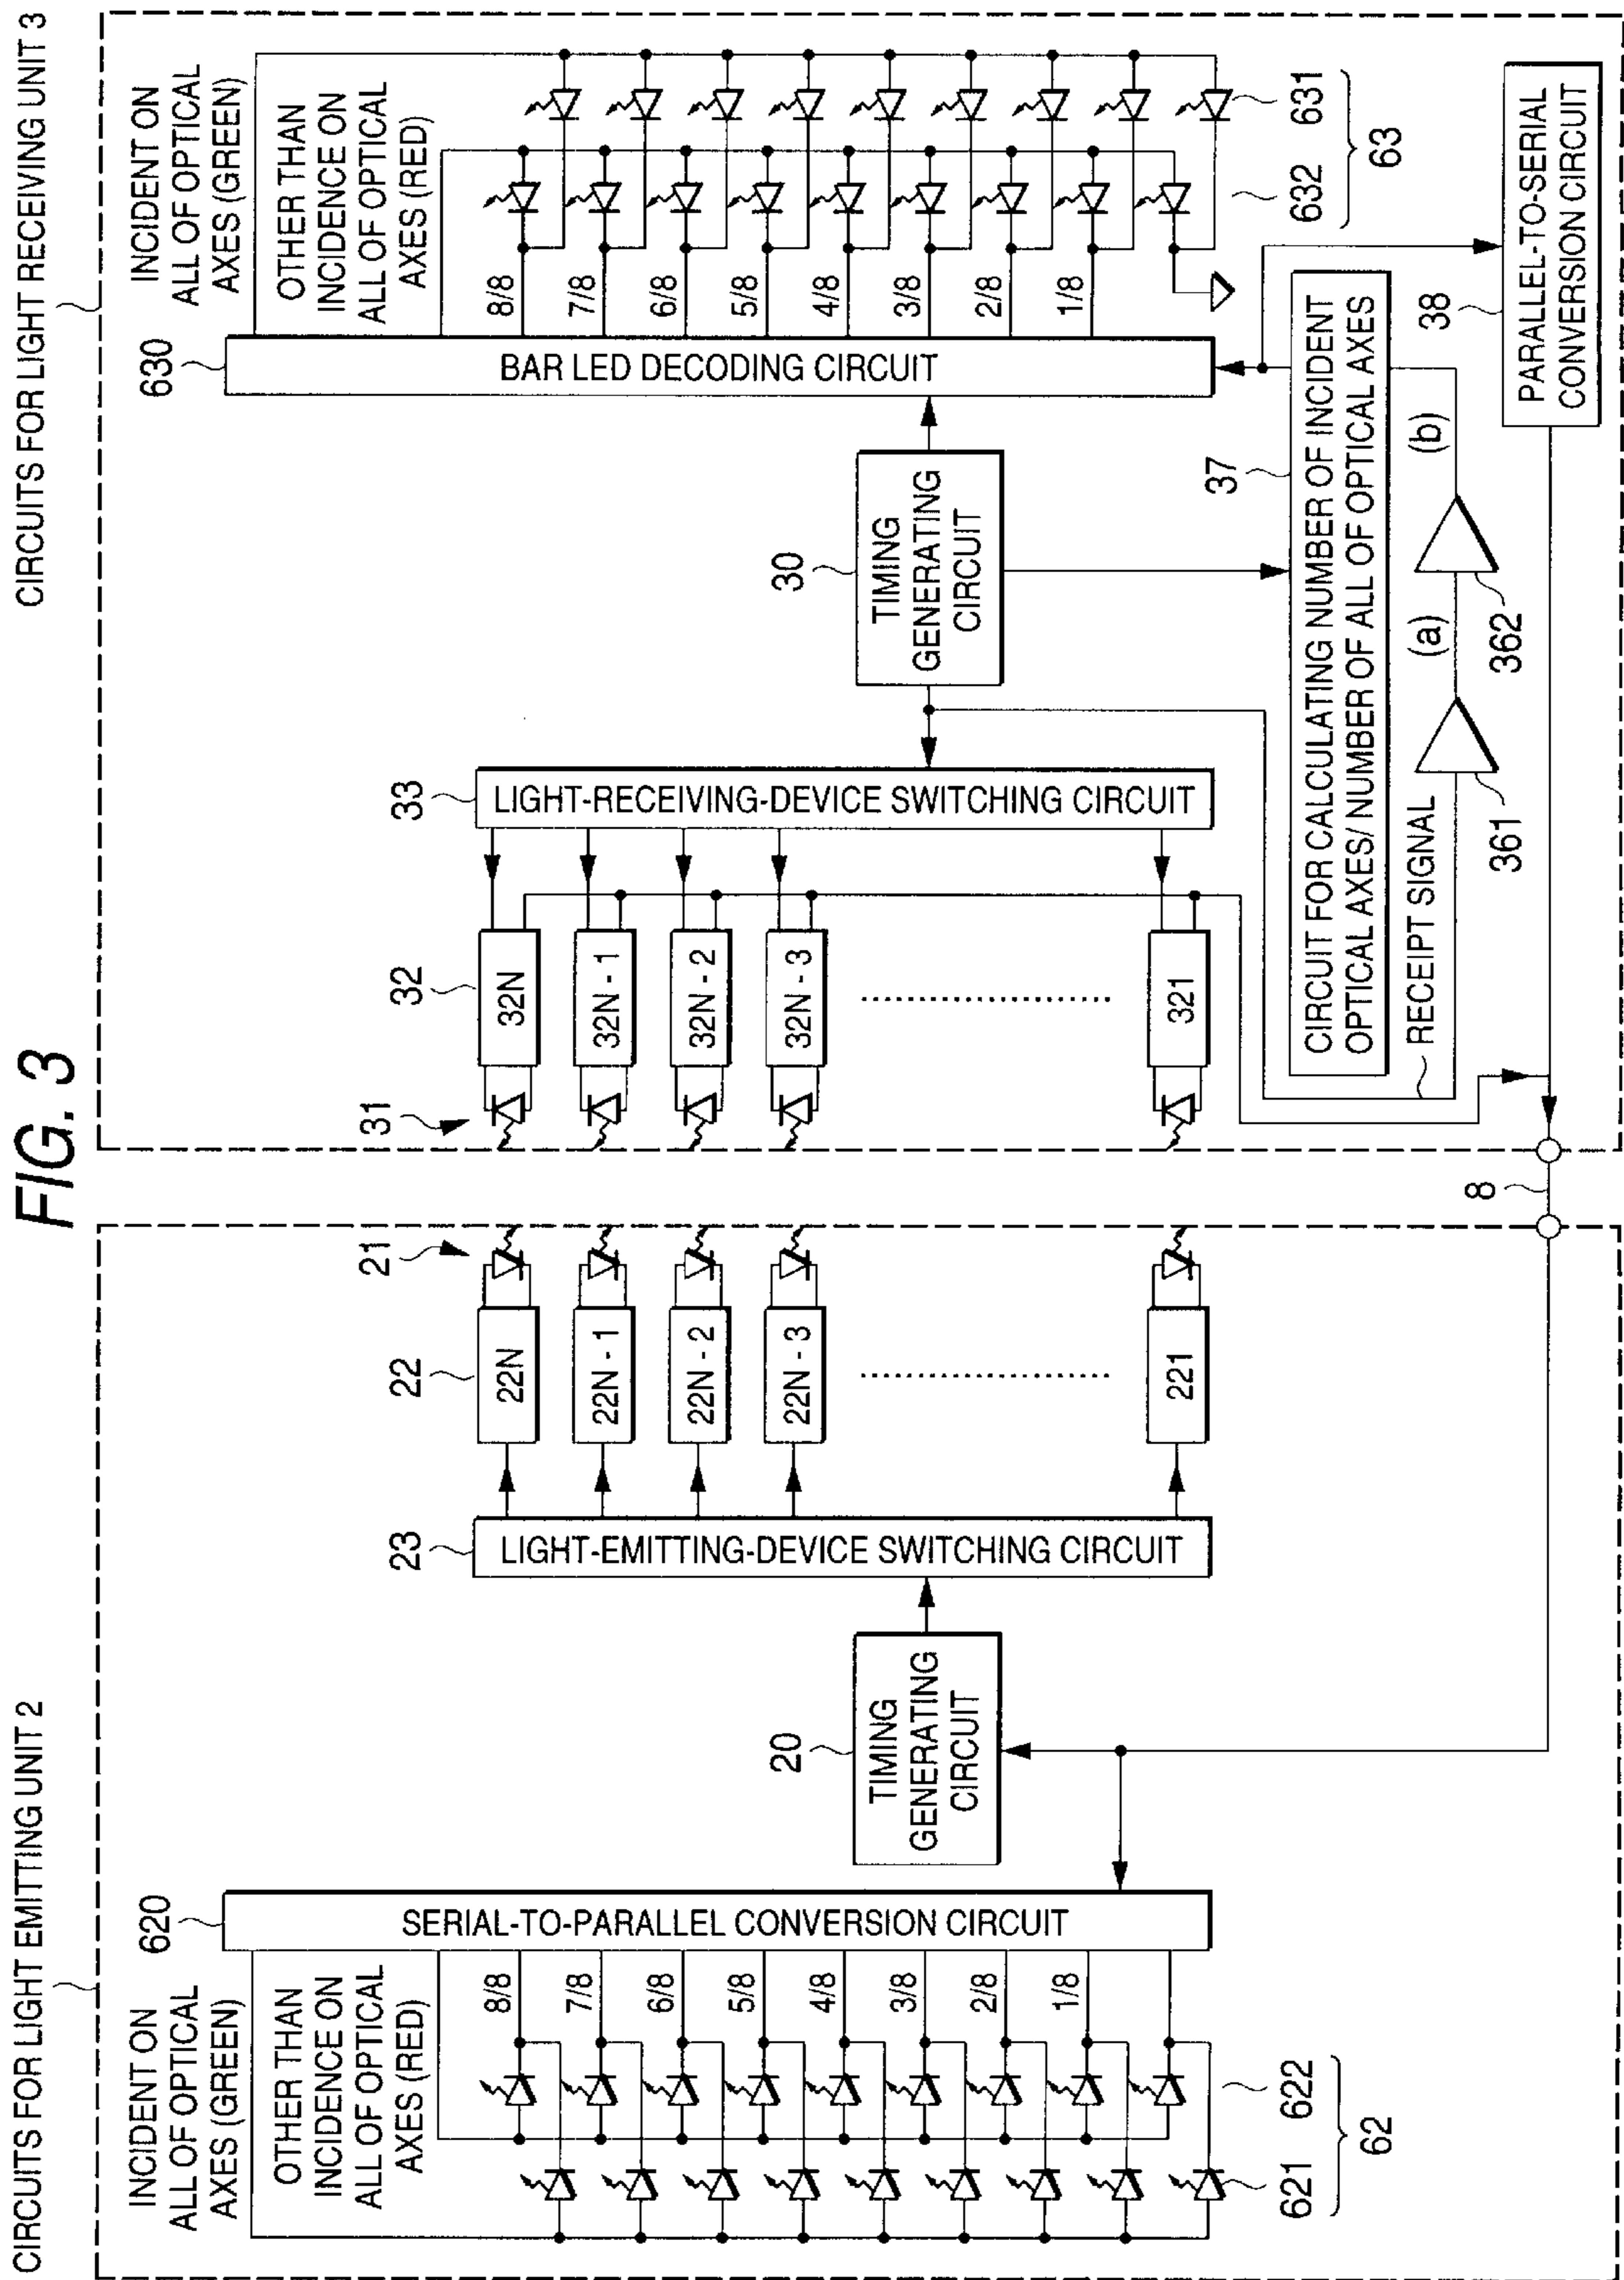 FIG. 3
CIRCUITS FOR LIGHT EMITTING UNIT 2
INCIDENT ON
ALL OF OPTICAL
AXES (GREEN)
OTHER THAN
INCIDENCE ON
ALL OF OPTICAL
AXES (RED)
620
SERIAL-TO-PARALLEL CONVERSION CIRCUIT
8/8
7/8
6/8
5/8
4/8
3/8
2/8
1/8
621
622
62
20
TIMING
GENERATING
CIRCUIT
23
LIGHT-EMITTING-DEVICE SWITCHING CIRCUIT
22
22N
22N - 1
22N - 2
22N - 3
221
21
8
CIRCUITS FOR LIGHT RECEIVING UNIT 3
31
32
32N
32N - 1
32N - 2
32N - 3
321
33
LIGHT-RECEIVING-DEVICE SWITCHING CIRCUIT
30
TIMING
GENERATING
CIRCUIT
630
BAR LED DECODING CIRCUIT
INCIDENT ON
ALL OF OPTICAL
AXES (GREEN)
OTHER THAN
INCIDENCE ON
ALL OF OPTICAL
AXES (RED)
8/8
7/8
6/8
5/8
4/8
3/8
2/8
1/8
632
631
63
37
CIRCUIT FOR CALCULATING NUMBER OF INCIDENT
OPTICAL AXES/ NUMBER OF ALL OF OPTICAL AXES
RECEIPT SIGNAL
(a)
(b)
361
362
38
PARALLEL-TO-SERIAL
CONVERSION CIRCUIT